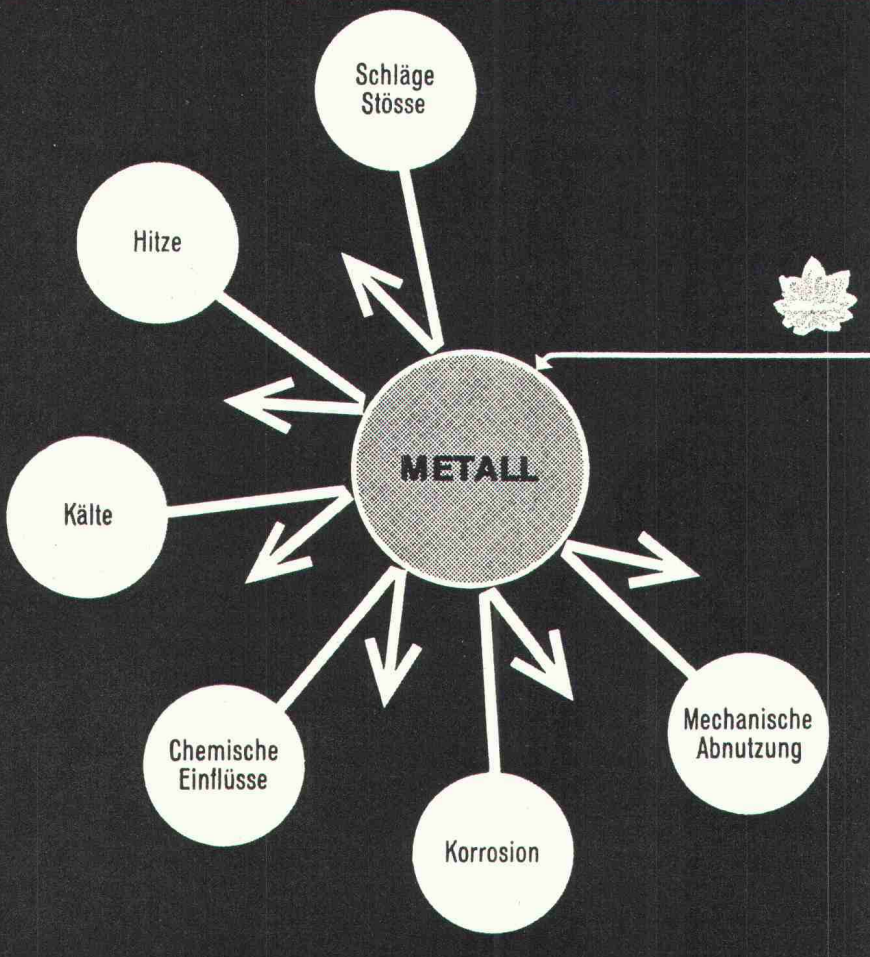 Schläge
Stösse
Hitze
METALL
Kälte
Chemische
Einflüsse
Mechanische
Abnutzung
Korrosion